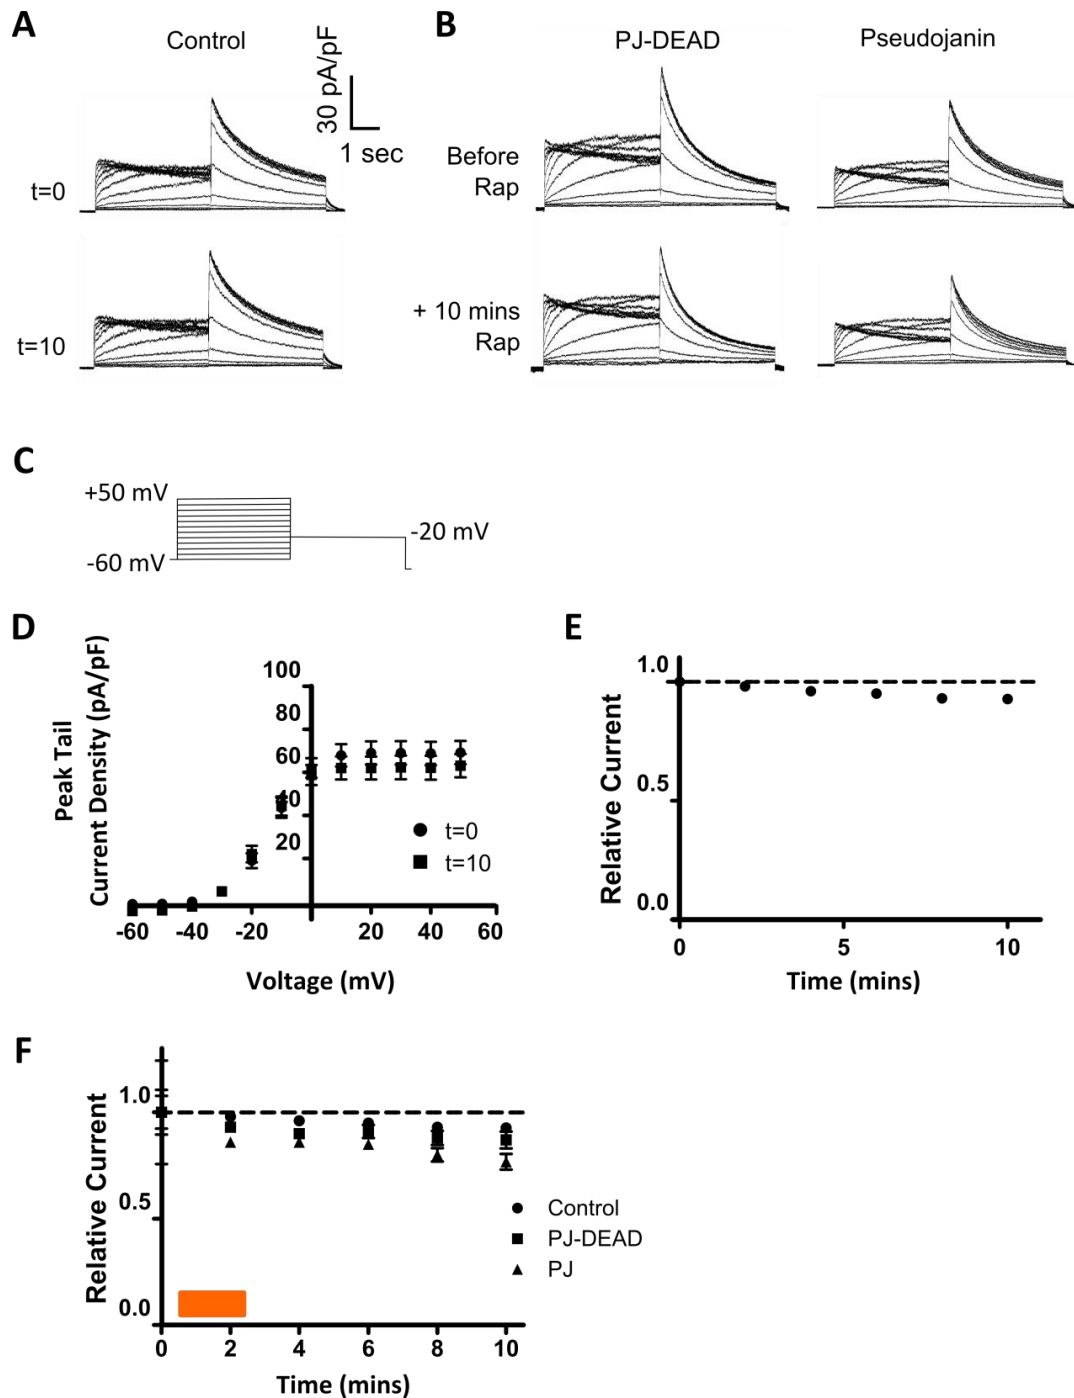 A
Control
30 pA/pF
1 sec
t=0
t=10
B
PJ-DEAD
Pseudojanin
Before
Rap
+ 10 mins
Rap
C
+50 mV
-60 mV
-20 mV
D
Peak Tail
Current Density (pA/pF)
100
80
60
40
20
-60
-40
-20
20
40
60
t=0
t=10
Voltage (mV)
E
Relative Current
1.0
0.5
0.0
0
5
10
Time (mins)
F
Relative Current
1.0
0.5
0.0
0
2
4
6
8
10
Control
PJ-DEAD
PJ
Time (mins)